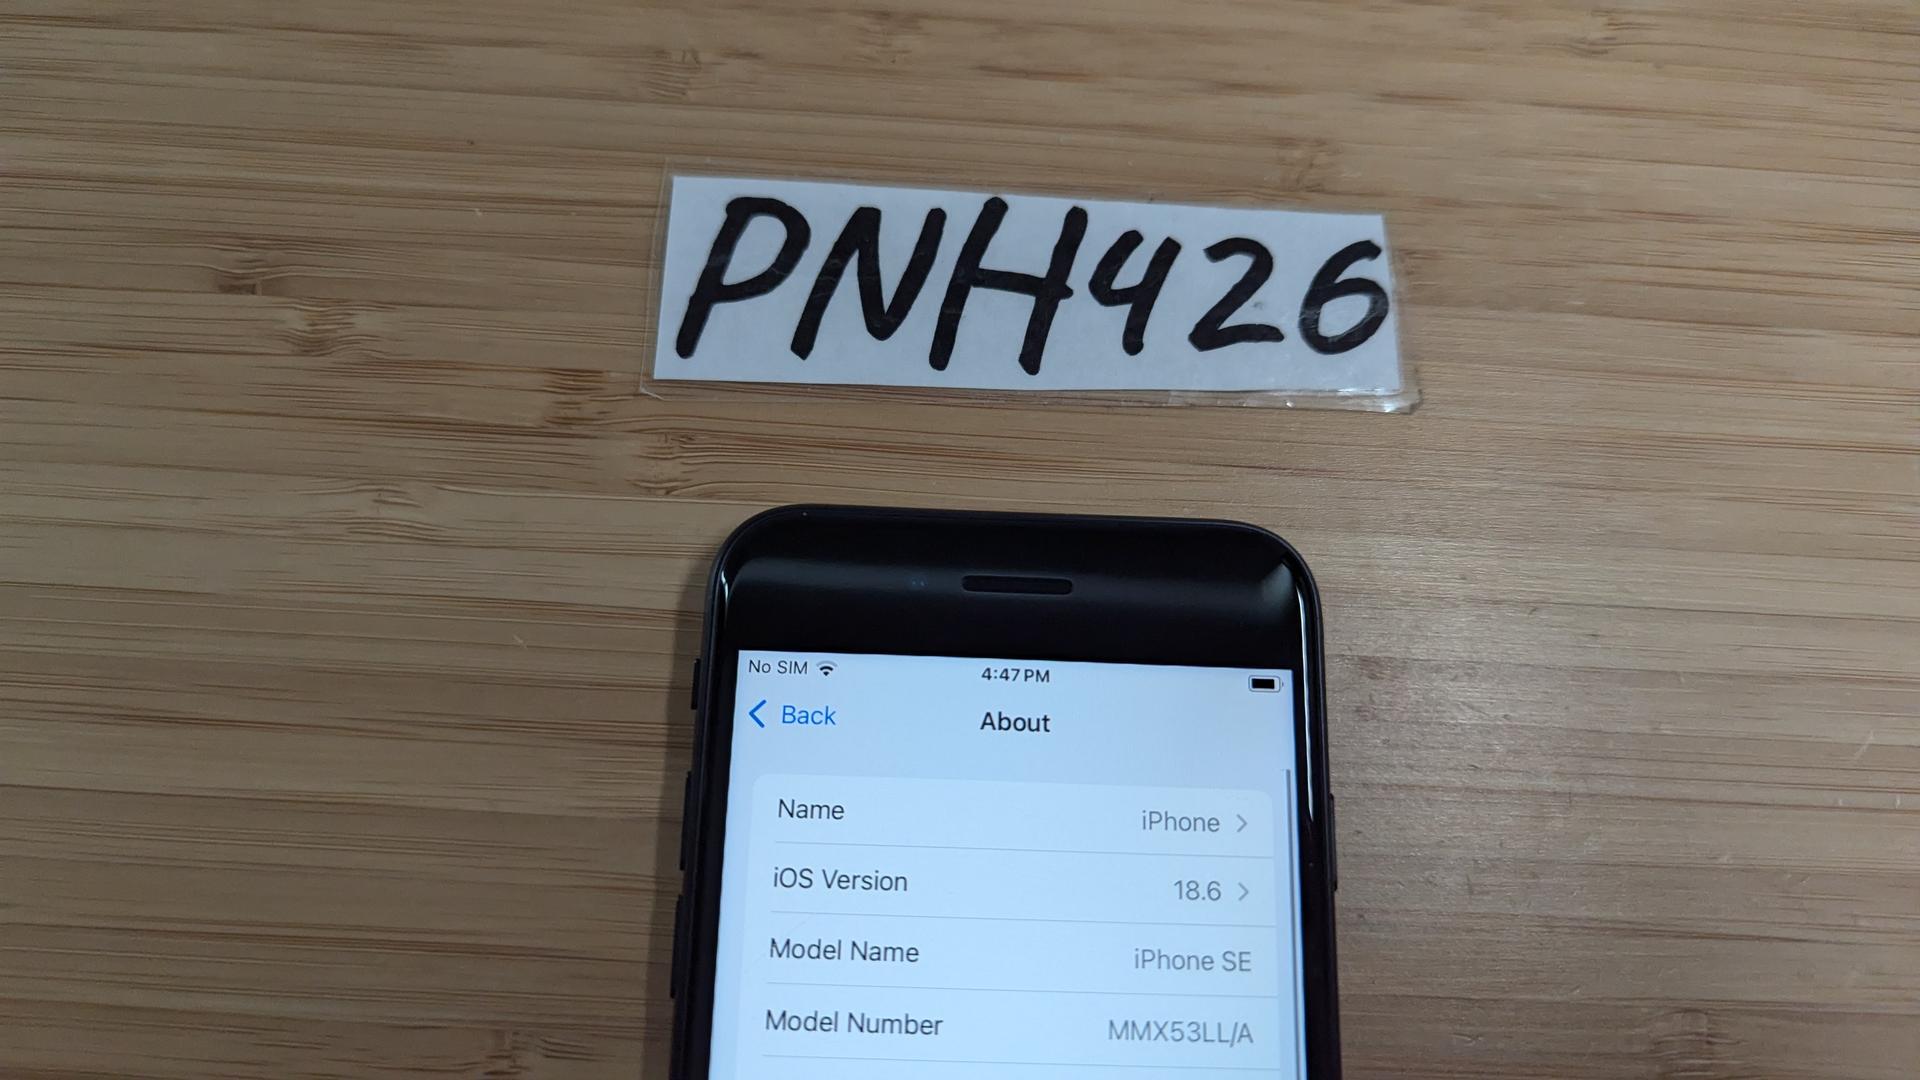 PNH426
No SIM 4:47 PM
Back About
Name iPhone
iOS Version 18.6
Model Name iPhone SE
Model Number MMX53LL/A